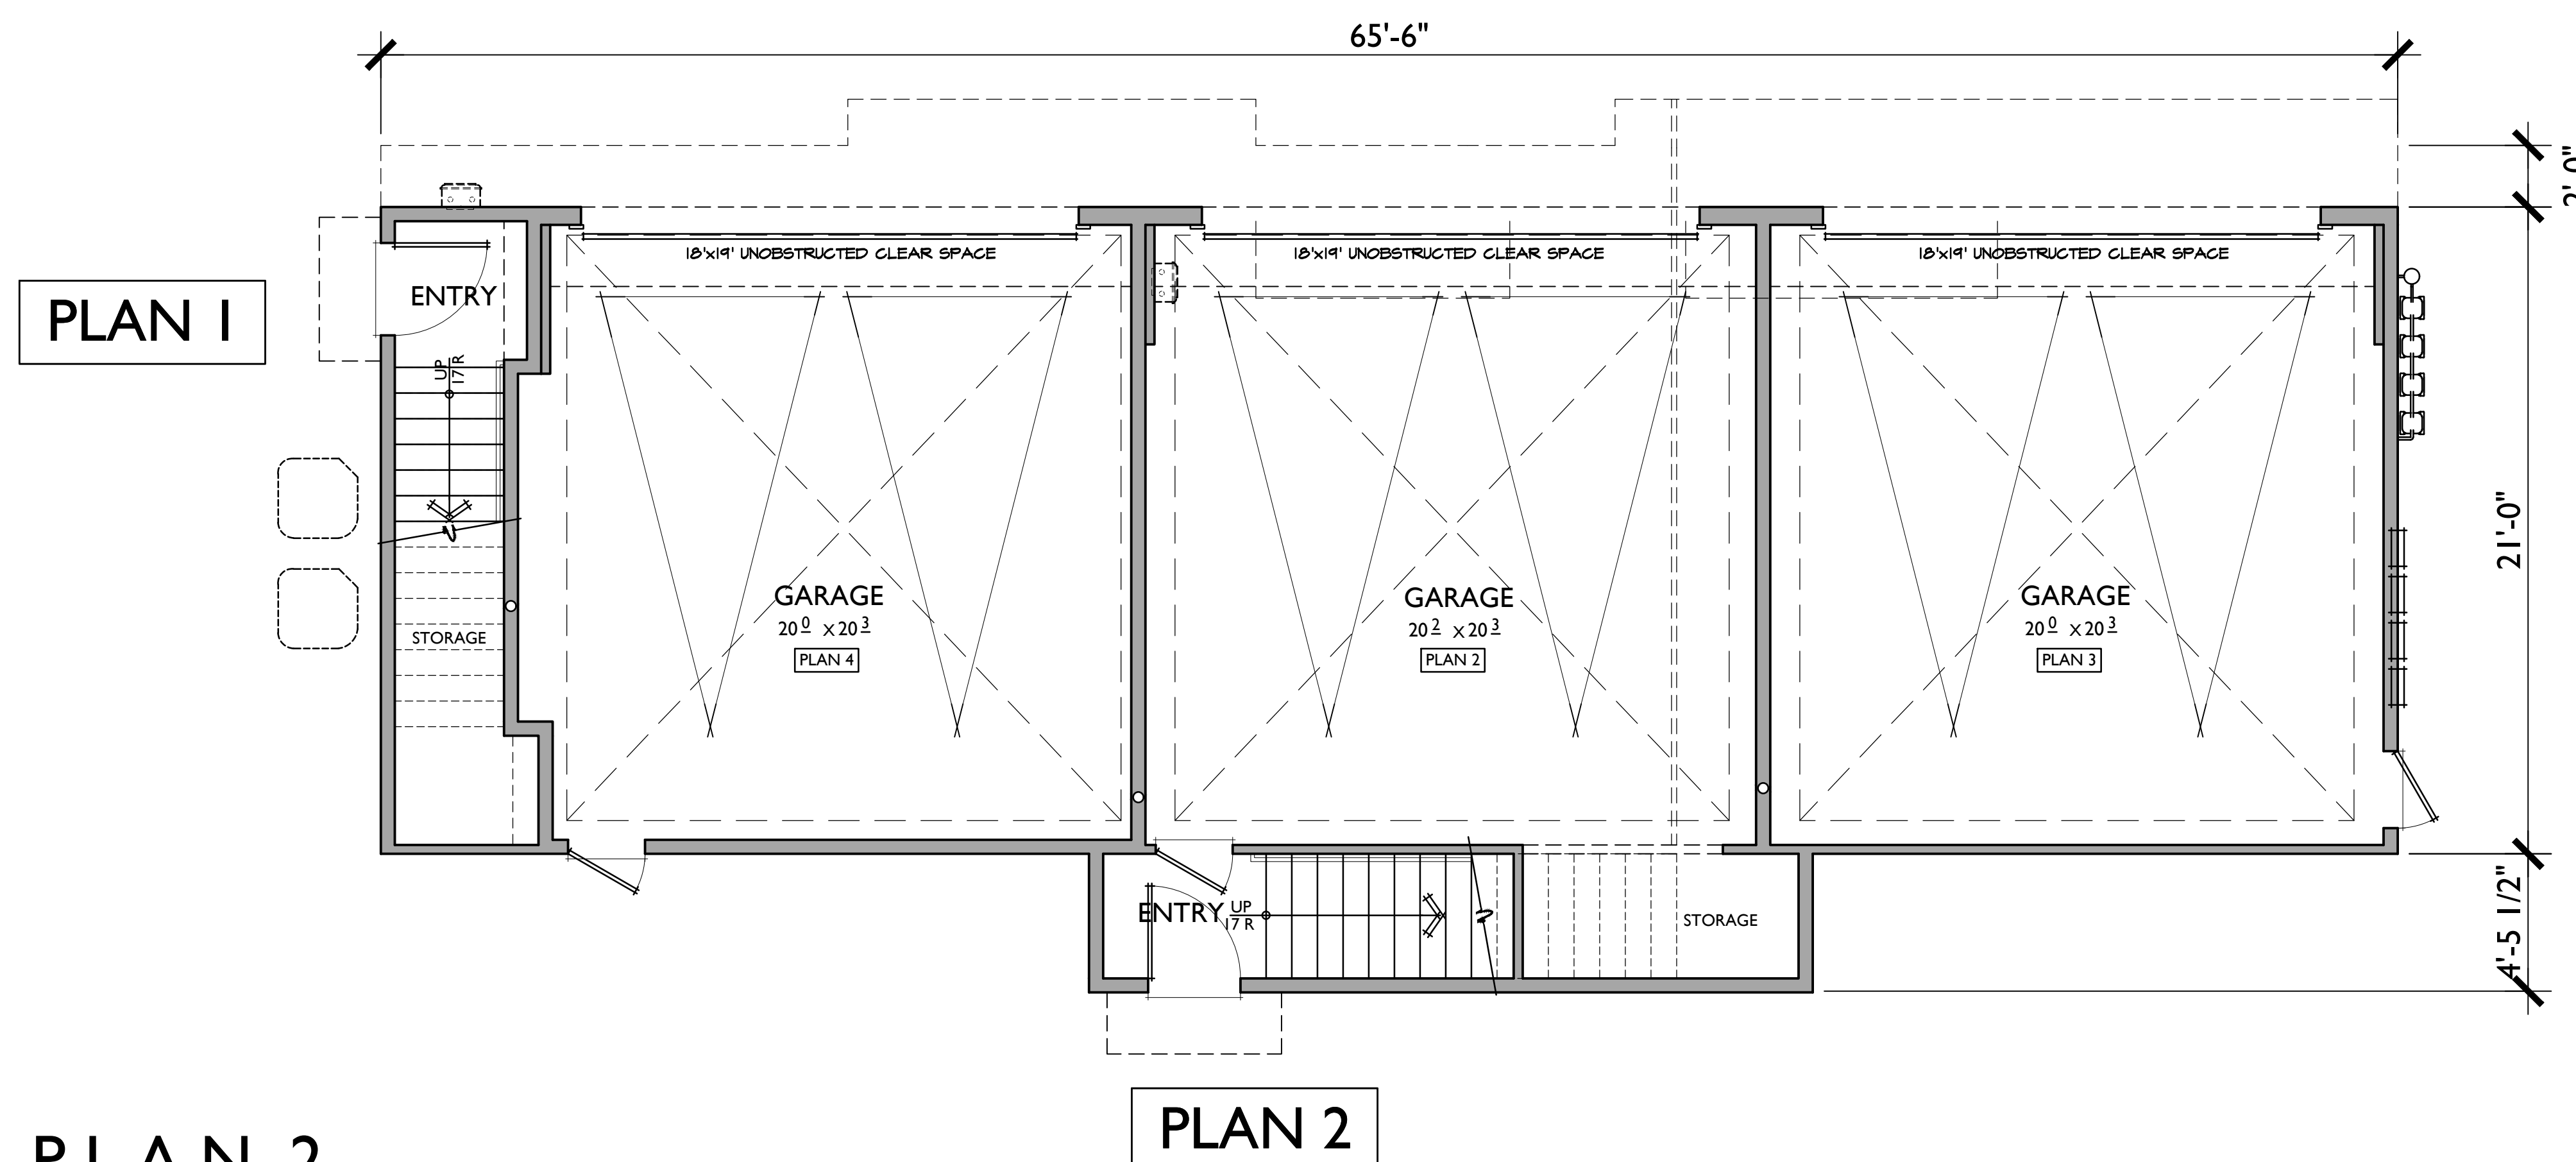 65'-6"
2'-0"
18'x19' UNOBSTRUCTED CLEAR SPACE
18'x19' UNOBSTRUCTED CLEAR SPACE
18'x19' UNOBSTRUCTED CLEAR SPACE
ENTRY
PLAN 1
UP
17 R
21'-0"
GARAGE
20 0 x 20 3
PLAN 4
GARAGE
20 2 x 20 3
PLAN 2
GARAGE
20 0 x 20 3
PLAN 3
STORAGE
ENTRY
UP
17 R
STORAGE
4'-5 1/2"
PLAN 2
PLAN 2